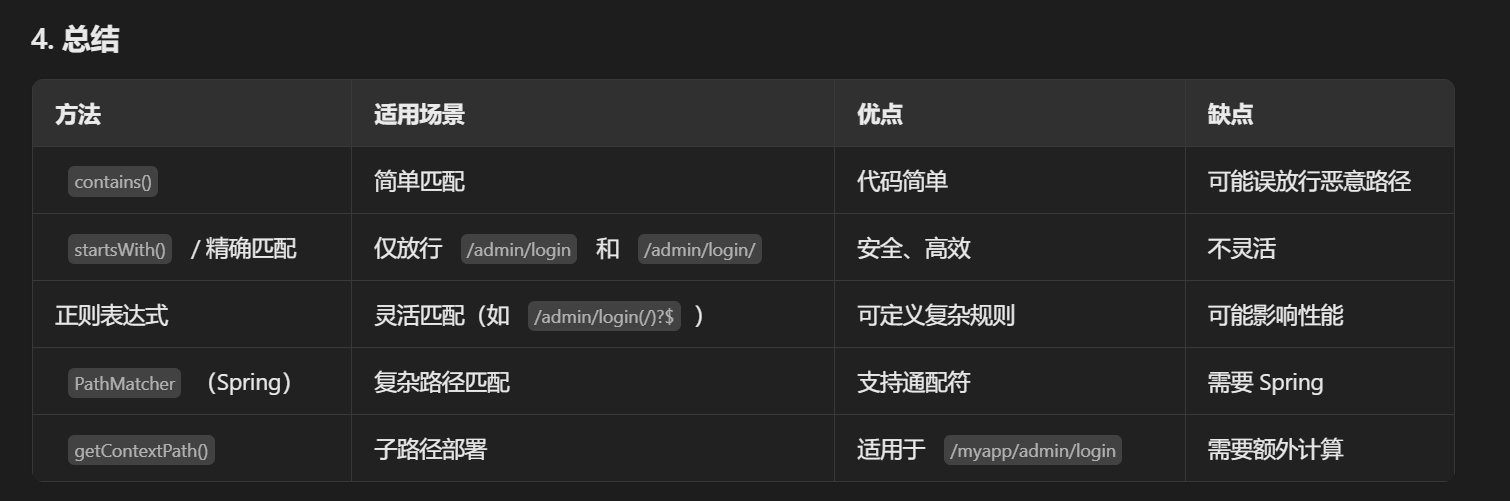 4. 总结
方法 适用场景 优点 缺点
contains() 简单匹配 代码简单 可能误放行恶意路径
startsWith() / 精确匹配 仅放行 /admin/login 和 /admin/login/ 安全、高效 不灵活
正则表达式 灵活匹配（如 /admin/login(/)?$ ） 可定义复杂规则 可能影响性能
PathMatcher （Spring） 复杂路径匹配 支持通配符 需要 Spring
getContextPath() 子路径部署 适用于 /myapp/admin/login 需要额外计算